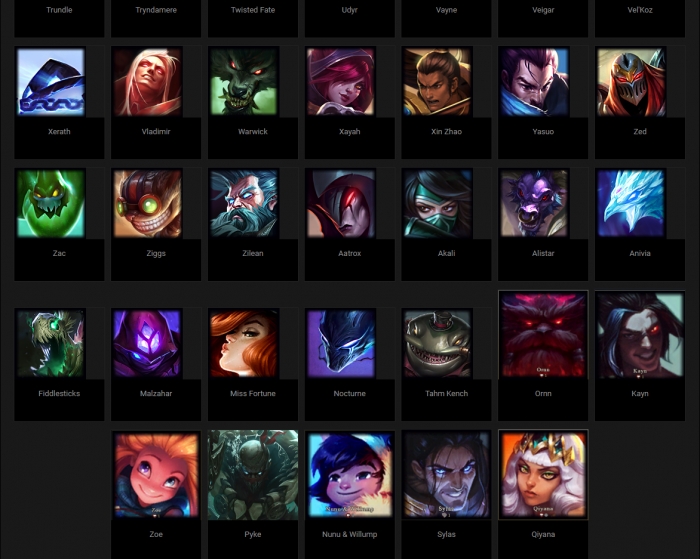 Trundle
Tryndamere
Twisted Fate
Udyr
Vayne
Veigar
Vel'Koz
Xerath
Vladimir
Warwick
Xayah
Xin Zhao
Yasuo
Zed
Zac
Ziggs
Zilean
Aatrox
Akali
Alistar
Anivia
Ornn
Kayn
Fiddlesticks
Malzahar
Miss Fortune
Nocturne
Tahm Kench
Ornn
Kayn
Zoe
Nunu & Willump
Sylas
Qiyana
Zoe
Pyke
Nunu & Willump
Sylas
Qiyana